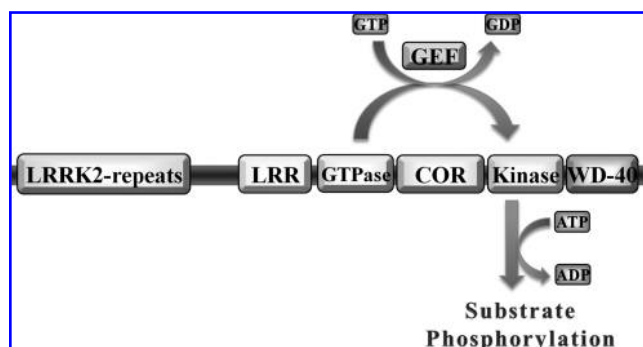 GTP GDP
GEF
LRRK2-repeats LRR GTPase COR Kinase WD-40
ATP
ADP
Substrate
Phosphorylation